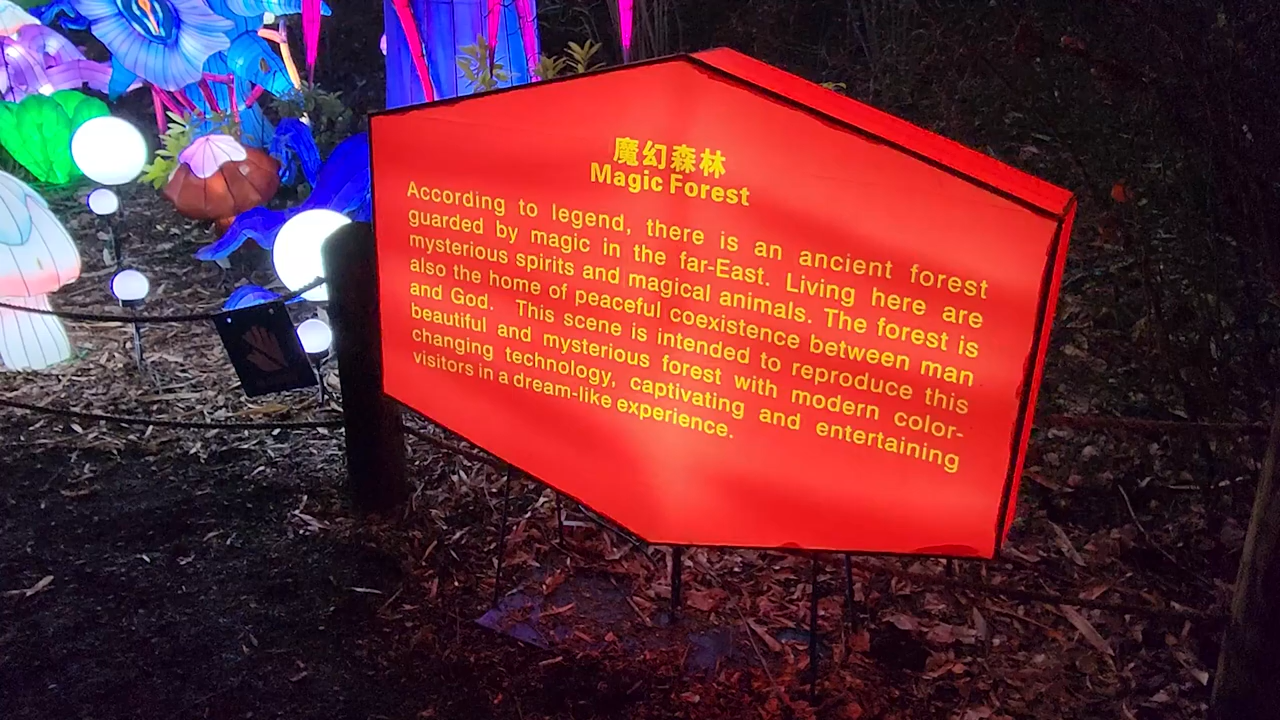 魔幻森林
Magic Forest
According to legend, there is an ancient forest
guarded by magic in the far-East. Living here are
mysterious spirits and magical animals. The forest is
also the home of peaceful coexistence between man
and God. This scene is intended to reproduce this
beautiful and mysterious forest with modern color-
changing technology, captivating and entertaining
visitors in a dream-like experience.